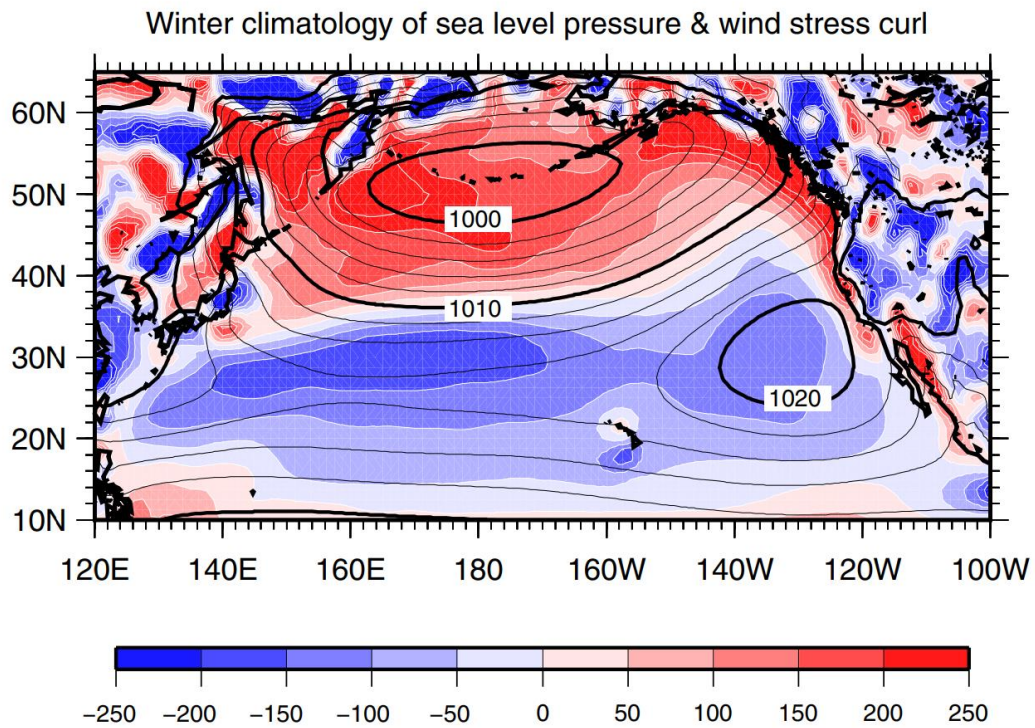 Winter climatology of sea level pressure & wind stress curl
60N
50N
1000
40N
1010
30N
1020
20N
10N
120E 140E 160E 180 160W 140W 120W 100W
−250 −200 −150 −100 −50 0 50 100 150 200 250